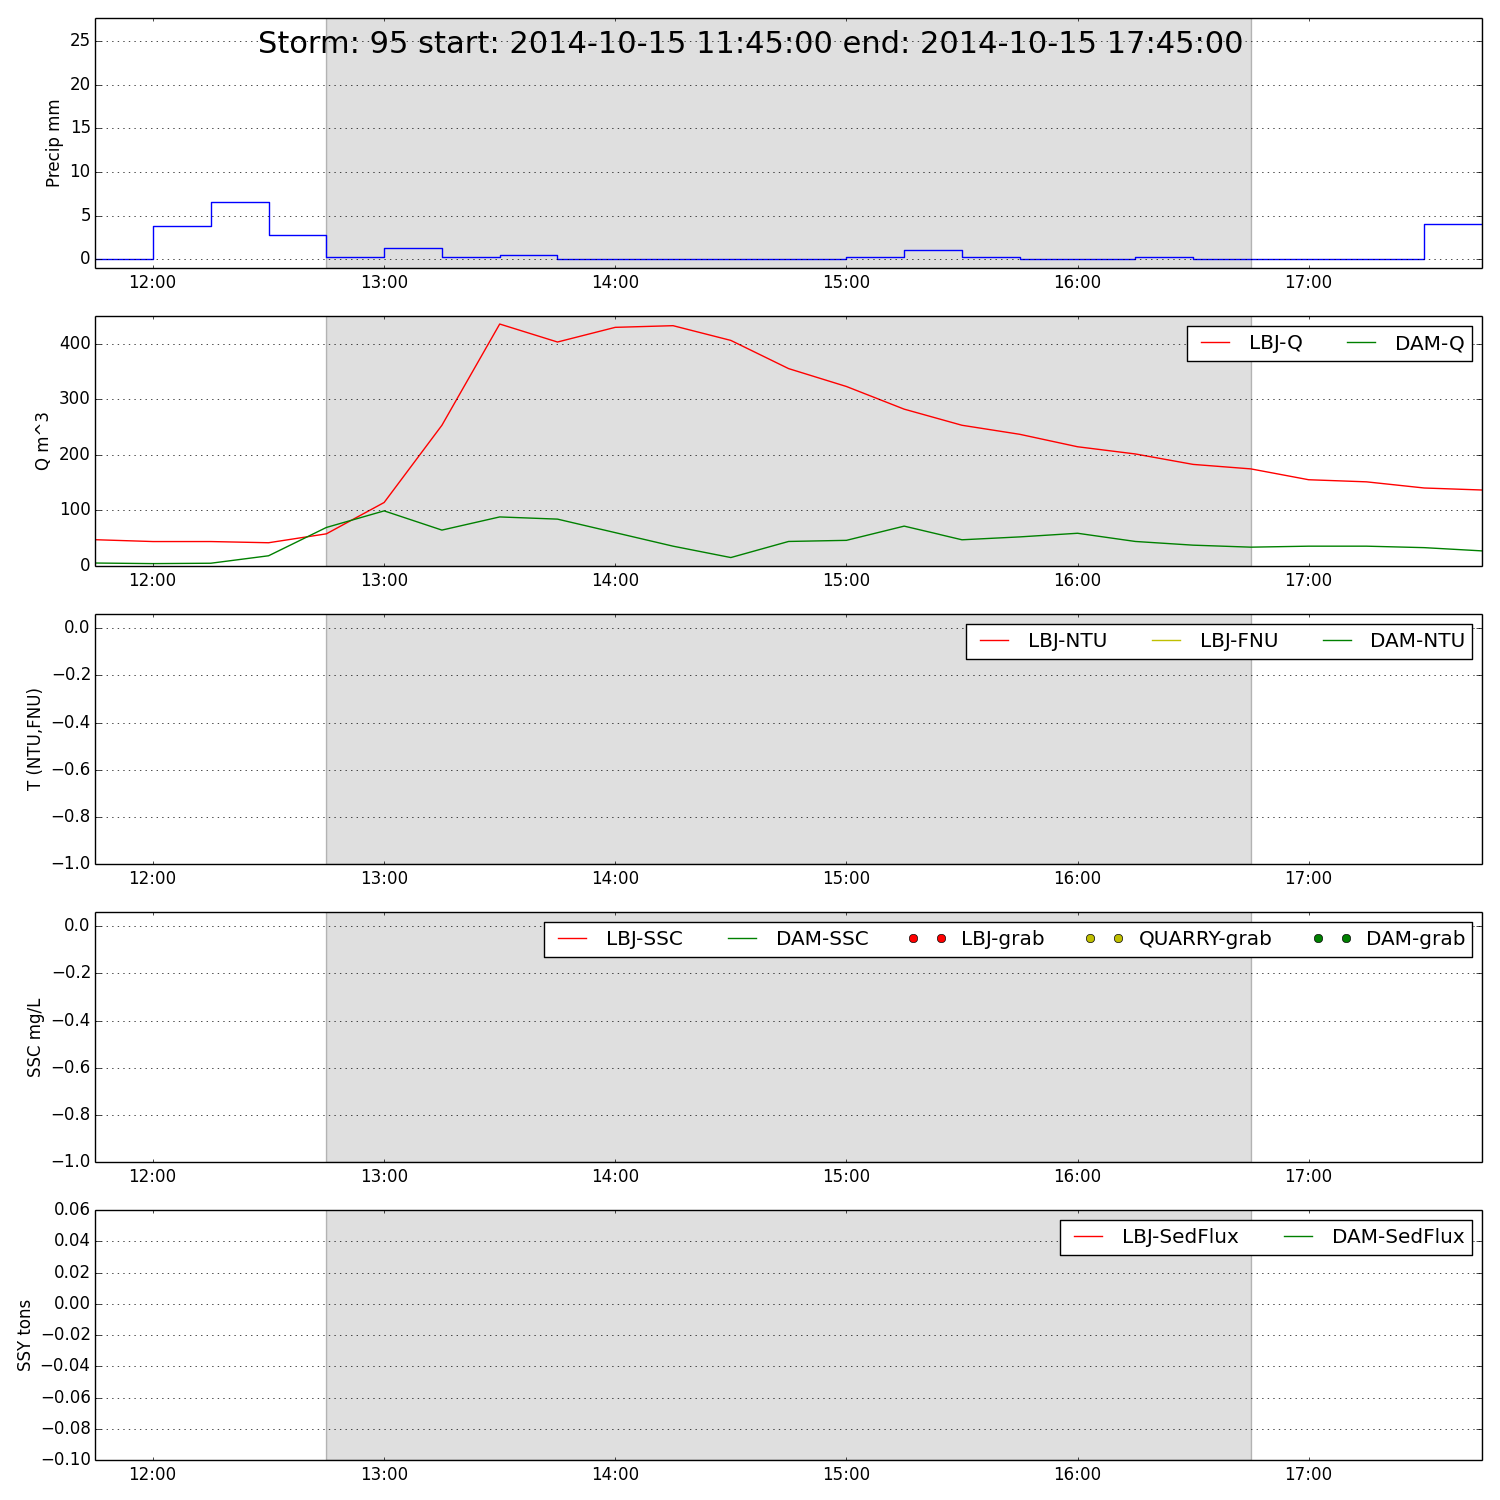 Storm: 95 start: 2014-10-15 11:45:00 end: 2014-10-15 17:45:00
Precip mm
25
20
15
10
5
0
12:00 13:00 14:00 15:00 16:00 17:00
Q m^3
400
300
200
100
0
LBJ-Q DAM-Q
12:00 13:00 14:00 15:00 16:00 17:00
T (NTU,FNU)
0.0
−0.2
−0.4
−0.6
−0.8
−1.0
LBJ-NTU LBJ-FNU DAM-NTU
12:00 13:00 14:00 15:00 16:00 17:00
SSC mg/L
0.0
−0.2
−0.4
−0.6
−0.8
−1.0
LBJ-SSC DAM-SSC LBJ-grab QUARRY-grab DAM-grab
12:00 13:00 14:00 15:00 16:00 17:00
SSY tons
0.06
0.04
0.02
0.00
−0.02
−0.04
−0.06
−0.08
−0.10
LBJ-SedFlux DAM-SedFlux
12:00 13:00 14:00 15:00 16:00 17:00